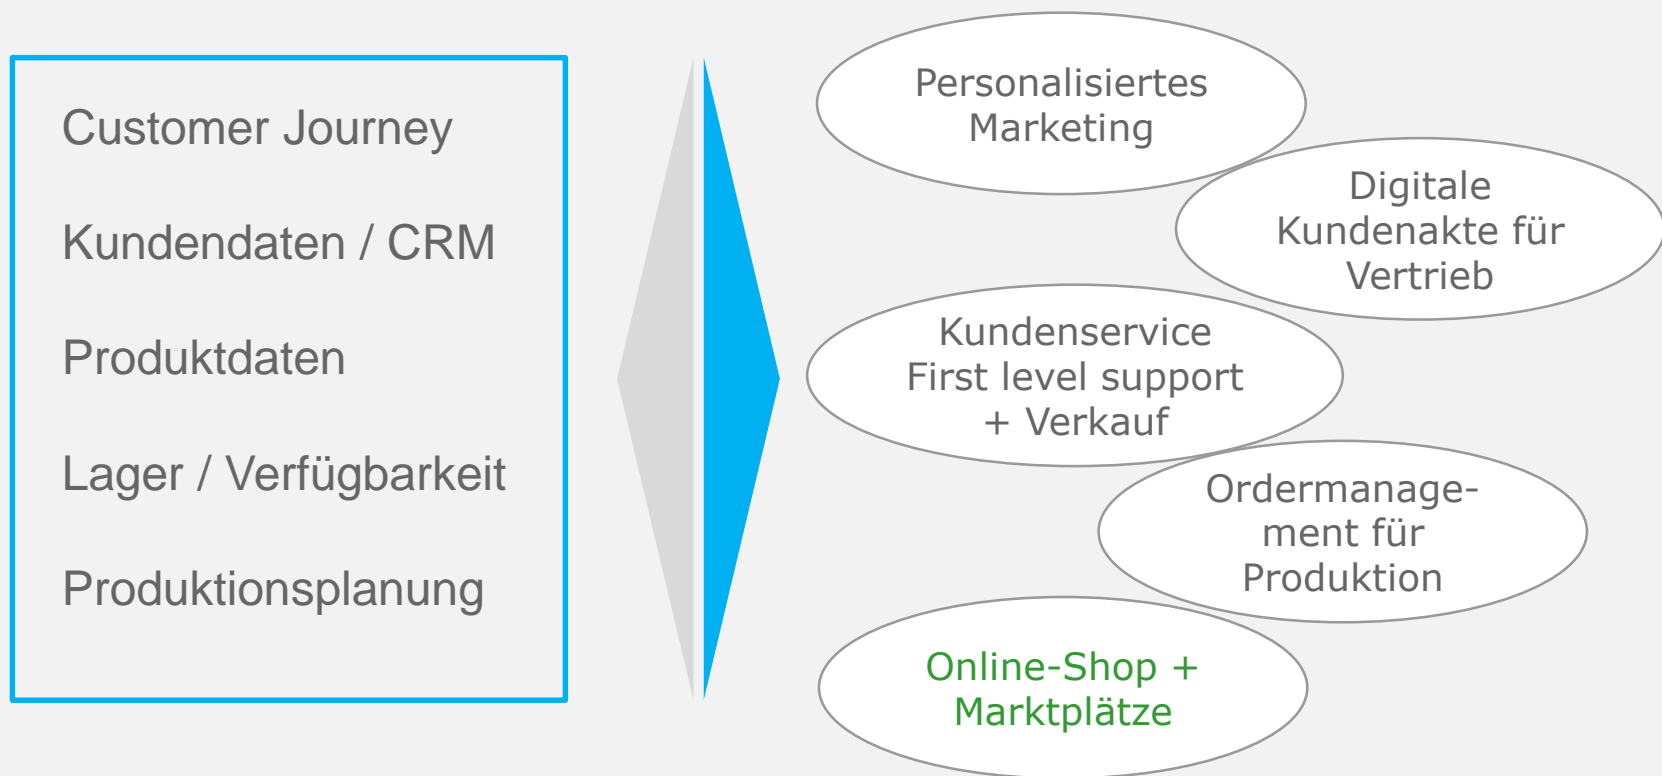 Customer Journey
Kundendaten / CRM
Produktdaten
Lager / Verfügbarkeit
Produktionsplanung
Personalisiertes
Marketing
Digitale
Kundenakte für
Vertrieb
Kundenservice
First level support
+ Verkauf
Ordermanage-
ment für
Produktion
Online-Shop +
Marktplätze